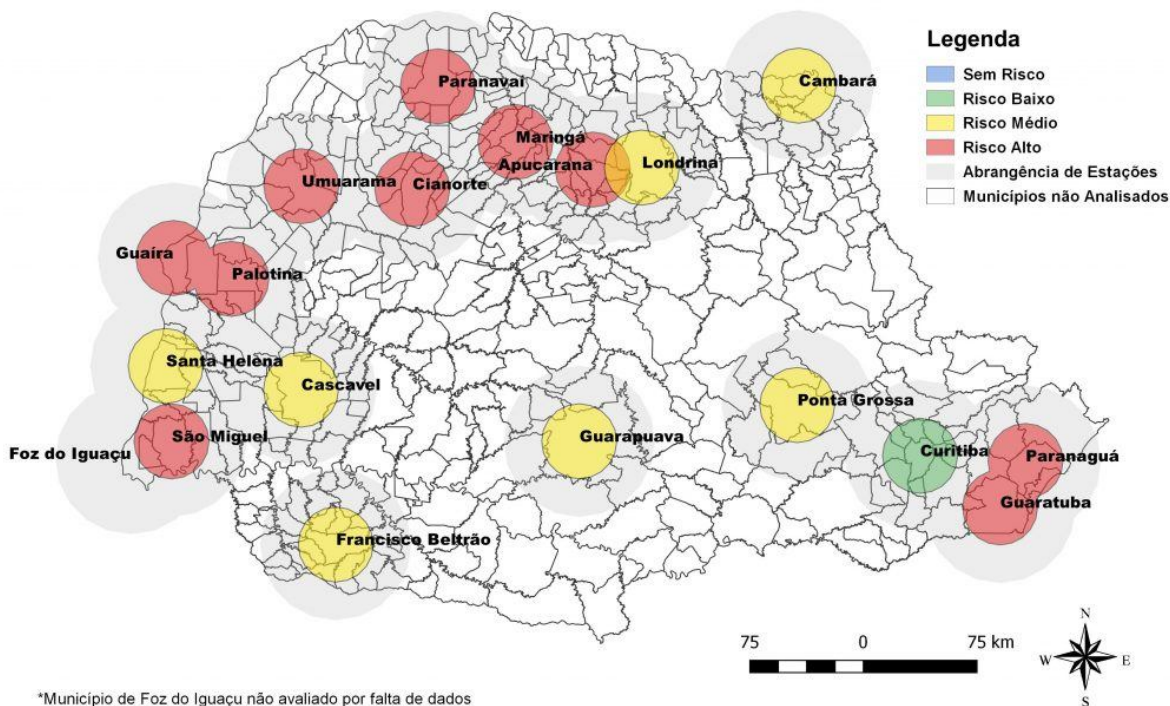 Legenda
Sem Risco
Risco Baixo
Risco Médio
Risco Alto
Abrangência de Estações
Municípios não Analisados
Paranavaí
Cambará
Maringá
Apucarana
Londrina
Umuarama
Cianorte
Guaíra
Palotina
Santa Helena
Cascavel
Ponta Grossa
Guarapuava
São Miguel
Foz do Iguaçu
Curitiba
Paranaguá
Guaratuba
Francisco Beltrão
75 0 75 km
N
W E
S
*Município de Foz do Iguaçu não avaliado por falta de dados